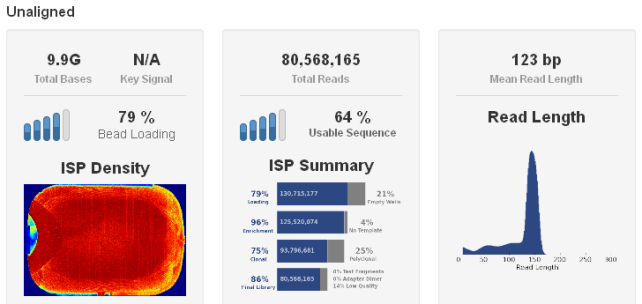 Unaligned
9.9G
Total Bases
N/A
Key Signal
79 %
Bead Loading
ISP Density
80,568,165
Total Reads
64 %
Usable Sequence
ISP Summary
79%
Loading
130,715,177
21%
Empty Wells
96%
Enrichment
125,520,074
4%
No Template
75%
Clonal
93,796,681
25%
Polyclonal
86%
Final Library
80,568,165
0% Test Fragments
0% Adapter Dimer
14% Low Quality
123 bp
Mean Read Length
Read Length
0 50 100 150 200 250 300
Read Length